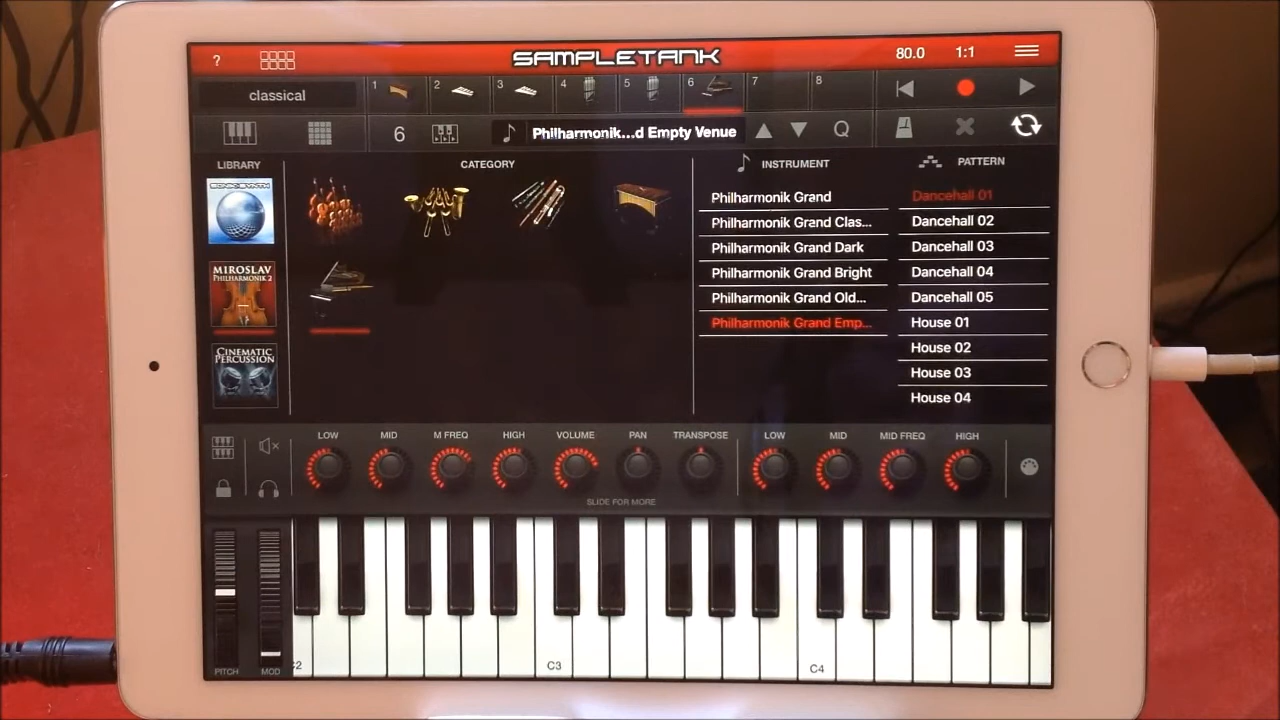 ?
SAMPLETANK
80.0
1:1
classical
1 2 3 4 5 6 7 8
6
Philharmonik...d Empty Venue
Q
LIBRARY
CATEGORY
INSTRUMENT
PATTERN
SONICSYNTH
MIROSLAV
PHILHARMONIK 2
CINEMATIC
PERCUSSION
Philharmonik Grand
Philharmonik Grand Clas...
Philharmonik Grand Dark
Philharmonik Grand Bright
Philharmonik Grand Old...
Philharmonik Grand Emp...
Dancehall 01
Dancehall 02
Dancehall 03
Dancehall 04
Dancehall 05
House 01
House 02
House 03
House 04
LOW MID M FREQ HIGH VOLUME PAN TRANSPOSE LOW MID MID FREQ HIGH
SLIDE FOR MORE
PITCH MOD
C3
C4